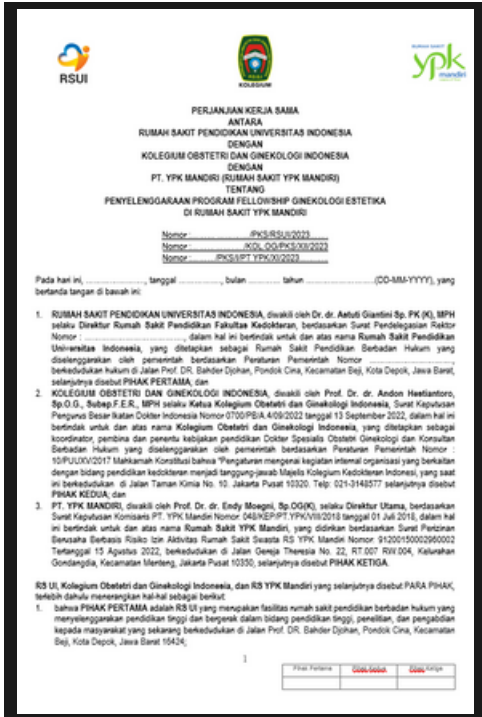 RSUI
KOLEGIUM
RUMAH SAKIT
ypk
mandiri
PERJANJIAN KERJA SAMA
ANTARA
RUMAH SAKIT PENDIDIKAN UNIVERSITAS INDONESIA
DENGAN
KOLEGIUM OBSTETRI DAN GINEKOLOGI INDONESIA
DENGAN
PT. YPK MANDIRI (RUMAH SAKIT YPK MANDIRI)
TENTANG
PENYELENGGARAAN PROGRAM FELLOWSHIP GINEKOLOGI ESTETIKA
DI RUMAH SAKIT YPK MANDIRI
Nomor : ...................../PKS/RSUI/2023.........
Nomor : ...................../KOL.OG/PKS/XII/2023
Nomor : ........../PKS/I/PT YPK/XI/2023
Pada hari ini, ................., tanggal ................, bulan ........... tahun ....................(DD-MM-YYYY), yang
bertanda tangan di bawah ini:
1. RUMAH SAKIT PENDIDIKAN UNIVERSITAS INDONESIA, diwakili oleh Dr. dr. Astuti Giantini Sp. PK (K), MPH
selaku Direktur Rumah Sakit Pendidikan Fakultas Kedokteran, berdasarkan Surat Pendelegasian Rektor
Nomor : .........................., dalam hal ini bertindak untuk dan atas nama Rumah Sakit Pendidikan
Universitas Indonesia, yang ditetapkan sebagai Rumah Sakit Pendidikan Berbadan Hukum yang
diselenggarakan oleh pemerintah berdasarkan Peraturan Pemerintah Nomor ........................,
berkedudukan hukum di Jalan Prof. DR. Bahder Djohan, Pondok Cina, Kecamatan Beji, Kota Depok, Jawa Barat,
selanjutnya disebut PIHAK PERTAMA; dan
2. KOLEGIUM OBSTETRI DAN GINEKOLOGI INDONESIA, diwakili oleh Prof. Dr. dr. Andon Hestiantoro,
Sp.O.G., Subsp.F.E.R., MPH selaku Ketua Kolegium Obstetri dan Ginekologi Indonesia, Surat Keputusan
Pengurus Besar Ikatan Dokter Indonesia Nomor 0700/PB/A.4/09/2022 tanggal 13 September 2022, dalam hal ini
bertindak untuk dan atas nama Kolegium Obstetri dan Ginekologi Indonesia, yang ditetapkan sebagai
koordinator, pembina dan penentu kebijakan pendidikan Dokter Spesialis Obstetri Ginekologi dan Konsultan
Berbadan Hukum yang diselenggarakan oleh pemerintah berdasarkan Peraturan Pemerintah Nomor :
10/PUUXV/2017 Mahkamah Konstitusi bahwa "Pengaturan mengenai kegiatan internal organisasi yang berkaitan
dengan bidang pendidikan kedokteran menjadi tanggung-jawab Majelis Kolegium Kedokteran Indonesia, yang saat
ini berkedudukan di Jalan Taman Kimia No. 10. Jakarta Pusat 10320. Telp: 021-3148577 selanjutnya disebut
PIHAK KEDUA; dan
3. PT. YPK MANDIRI, diwakili oleh Prof. Dr. dr. Endy Moegni, Sp.OG(K), selaku Direktur Utama, berdasarkan
Surat Keputusan Komisaris PT. YPK Mandiri Nomor: 048/KEP/PT.YPK/VIII/2018 tanggal 01 Juli 2018, dalam hal
ini bertindak untuk dan atas nama Rumah Sakit YPK Mandiri, yang didirikan berdasarkan Surat Perizinan
Berusaha Berbasis Risiko Izin Aktivitas Rumah Sakit Swasta RS YPK Mandiri Nomor: 91200150002960002
Tertanggal 15 Agustus 2022, berkedudukan di Jalan Gereja Theresia No. 22, RT.007 RW.004, Kelurahan
Gondangdia, Kecamatan Menteng, Jakarta Pusat 10350, selanjutnya disebut PIHAK KETIGA.
RS UI, Kolegium Obstetri dan Ginekologi Indonesia, dan RS YPK Mandiri selanjutnya disebut PARA PIHAK,
terlebih dahulu menerangkan hal-hal sebagai berikut:
1. bahwa PIHAK PERTAMA adalah RS UI yang merupakan fasilitas rumah sakit pendidikan berbadan hukum yang
menyelenggarakan pendidikan tinggi dan bergerak dalam bidang pendidikan tinggi, penelitian, dan pengabdian
kepada masyarakat yang sekarang berkedudukan di Jalan Prof. DR. Bahder Djohan, Pondok Cina, Kecamatan
Beji, Kota Depok, Jawa Barat 16424;
1
Pihak Pertama Pihak Kedua Pihak Ketiga